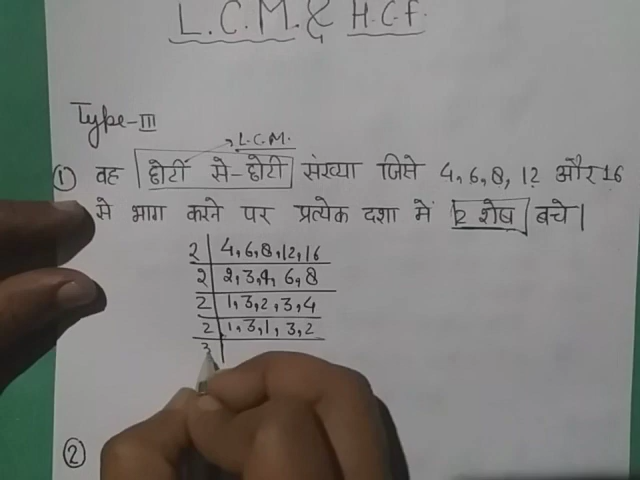 L.C.M. & H.C.F.
Type-III
L.C.M.
① वह छोटी से-छोटी संख्या जिसे 4,6,8,12 और 16
से भाग करने पर प्रत्येक दशा में 2 शेष बचे।
2 | 4,6,8,12,16
2 | 2,3,4,6,8
2 | 1,3,2,3,4
2 | 1,3,1,3,2
3 |
②